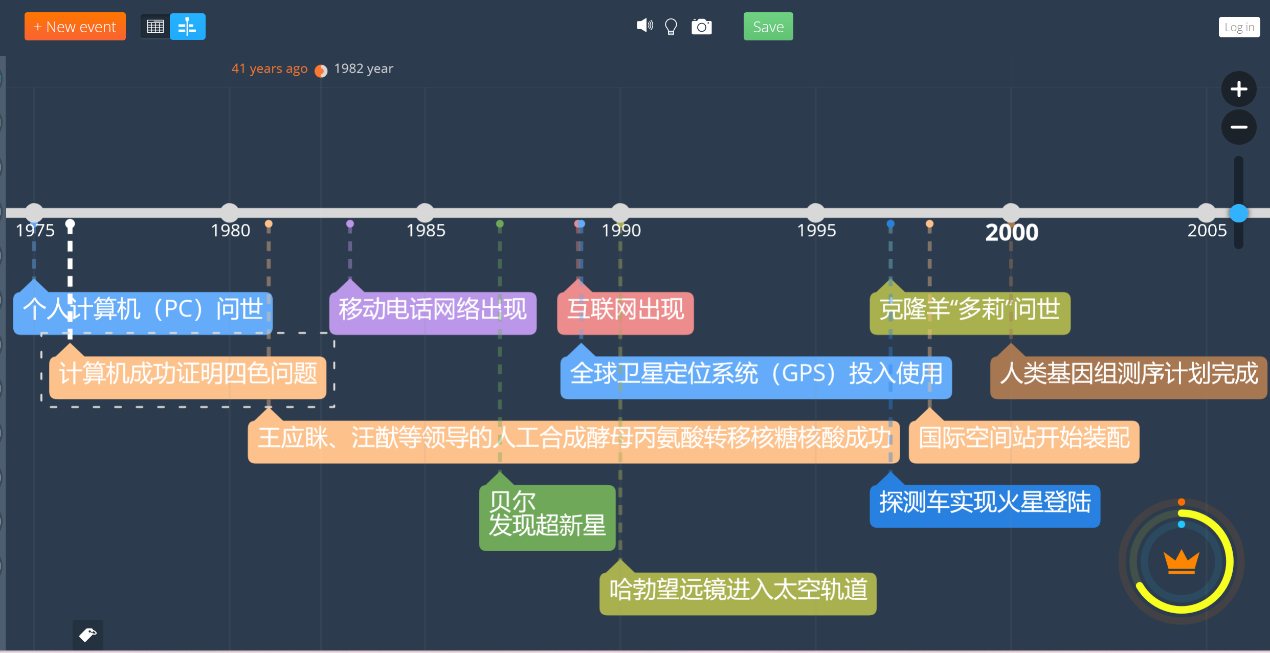 + New event
Save
Log in
41 years ago 1982 year
1975 1980 1985 1990 1995 2000 2005
个人计算机（PC）问世
移动电话网络出现
互联网出现
克隆羊“多莉”问世
计算机成功证明四色问题
全球卫星定位系统（GPS）投入使用
人类基因组测序计划完成
王应睐、汪猷等领导的人工合成酵母丙氨酸转移核糖核酸成功
国际空间站开始装配
贝尔
发现超新星
探测车实现火星登陆
哈勃望远镜进入太空轨道